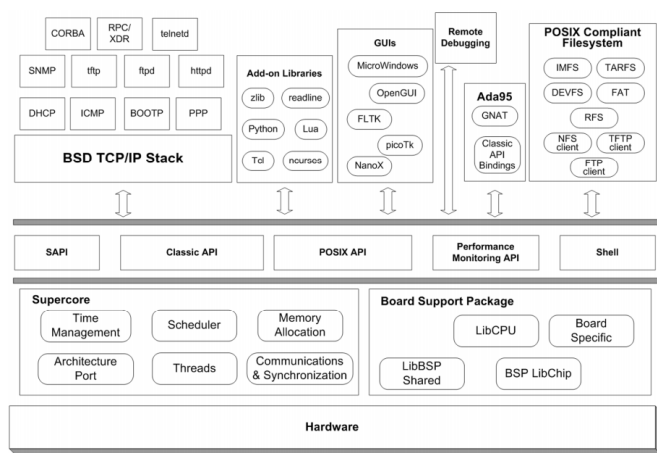 CORBA
RPC/
XDR
telnetd
SNMP
tftp
ftpd
httpd
DHCP
ICMP
BOOTP
PPP
BSD TCP/IP Stack
Add-on Libraries
zlib
readline
Python
Lua
Tcl
ncurses
GUIs
MicroWindows
OpenGUI
FLTK
picoTk
NanoX
Remote
Debugging
Ada95
GNAT
Classic
API
Bindings
POSIX Compliant
Filesystem
IMFS
TARFS
DEVFS
FAT
RFS
NFS
client
TFTP
client
FTP
client
SAPI
Classic API
POSIX API
Performance
Monitoring API
Shell
Supercore
Time
Management
Scheduler
Memory
Allocation
Architecture
Port
Threads
Communications
& Synchronization
Board Support Package
LibCPU
Board
Specific
LibBSP
Shared
BSP LibChip
Hardware